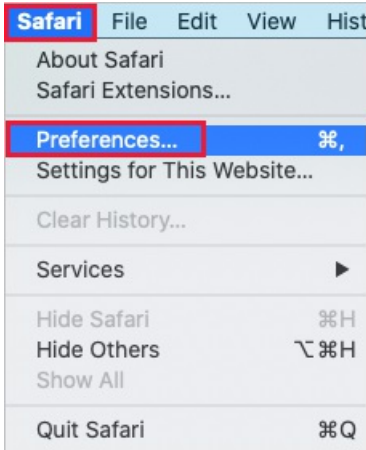 Safari File Edit View Hist
About Safari
Safari Extensions...
Preferences... ⌘,
Settings for This Website...
Clear History...
Services ▶
Hide Safari ⌘H
Hide Others ⌥⌘H
Show All
Quit Safari ⌘Q